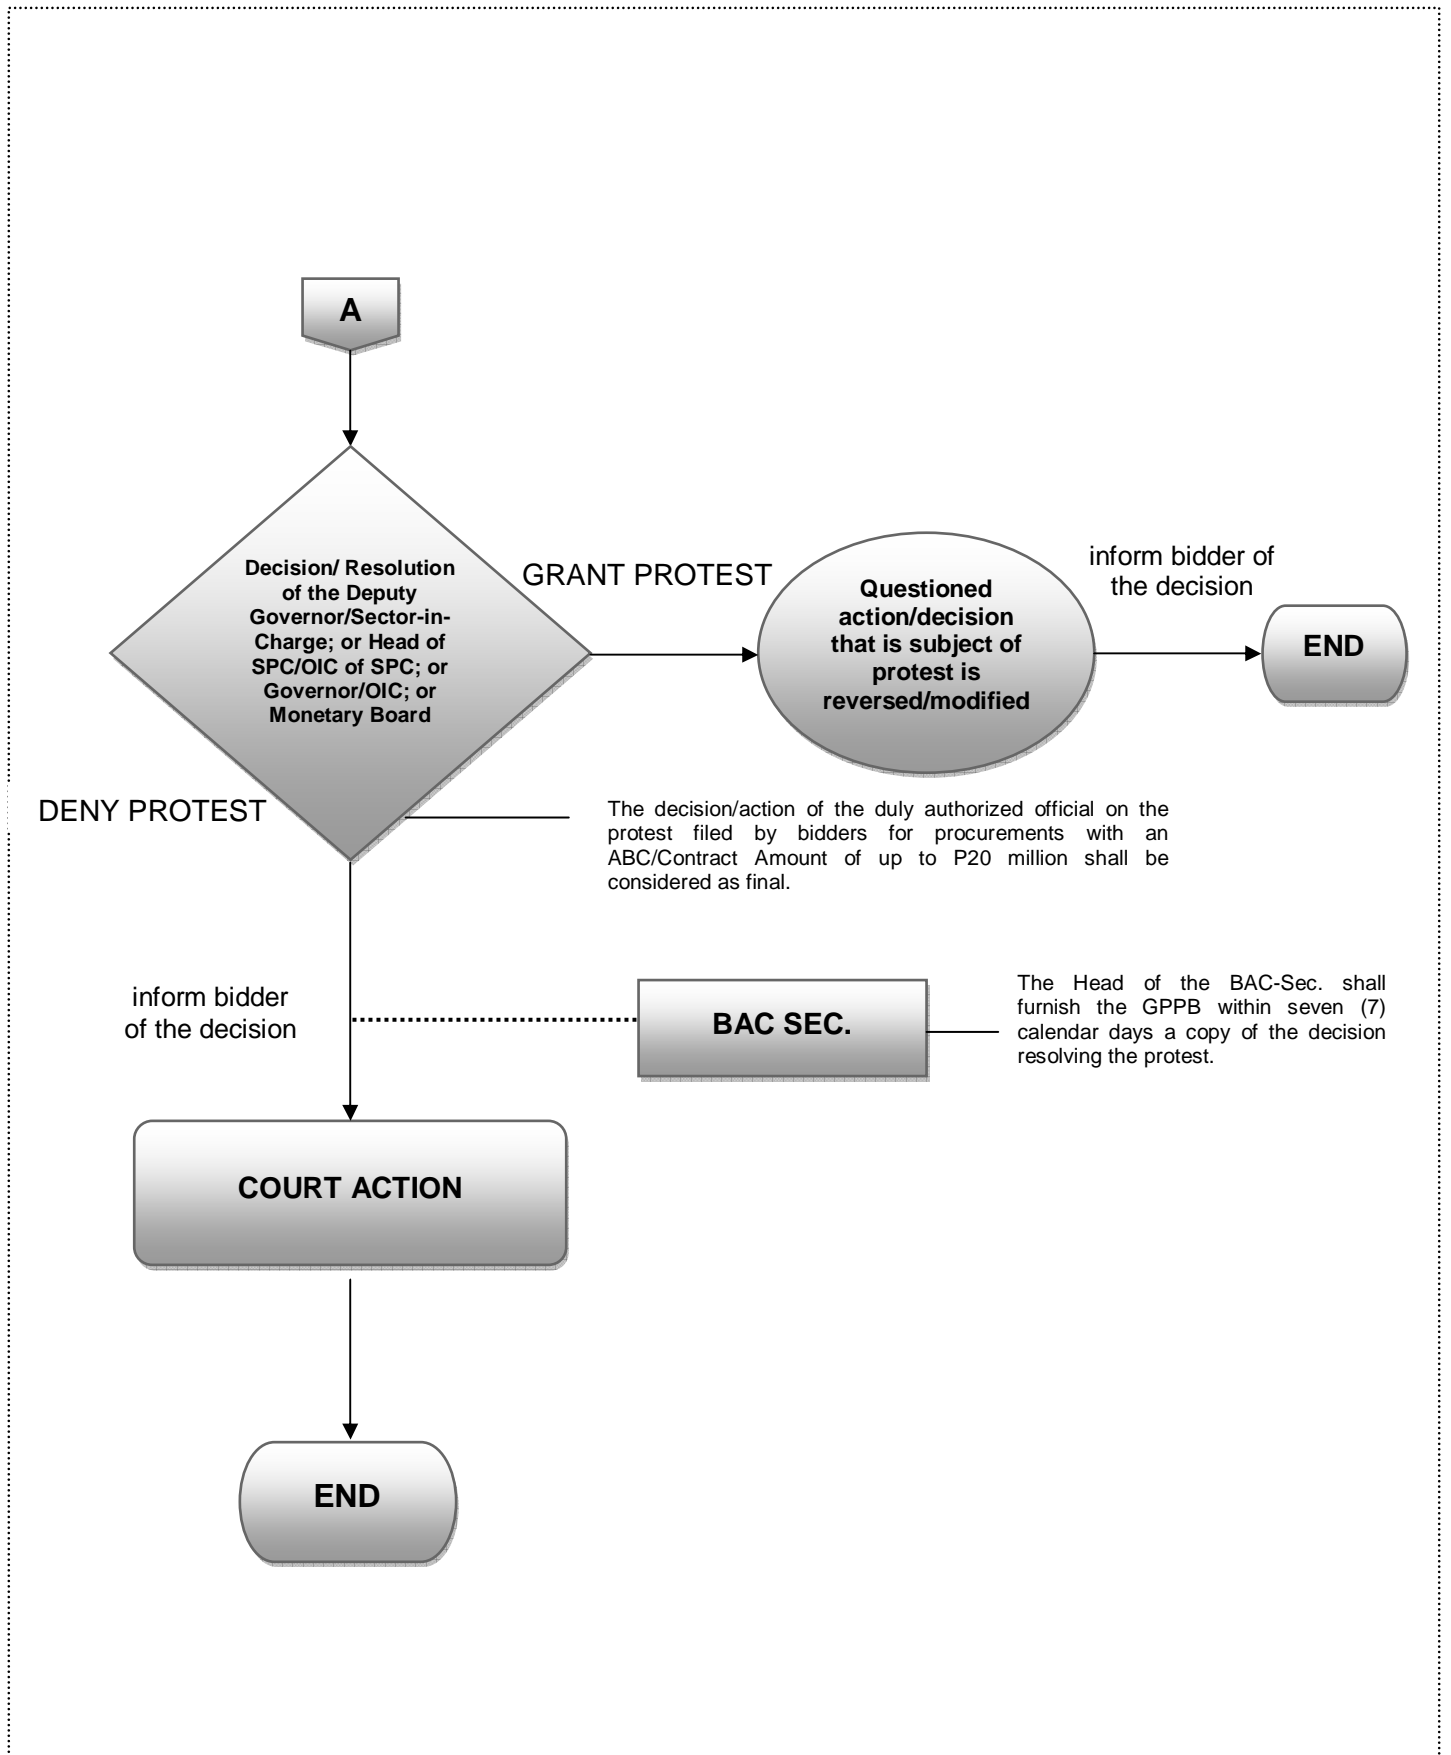 A
Decision/ Resolution
of the Deputy
Governor/Sector-in-
Charge; or Head of
SPC/OIC of SPC; or
Governor/OIC; or
Monetary Board
GRANT PROTEST
Questioned
action/decision
that is subject of
protest is
reversed/modified
inform bidder of
the decision
END
DENY PROTEST
The decision/action of the duly authorized official on the
protest filed by bidders for procurements with an
ABC/Contract Amount of up to P20 million shall be
considered as final.
inform bidder
of the decision
BAC SEC.
The Head of the BAC-Sec. shall
furnish the GPPB within seven (7)
calendar days a copy of the decision
resolving the protest.
COURT ACTION
END